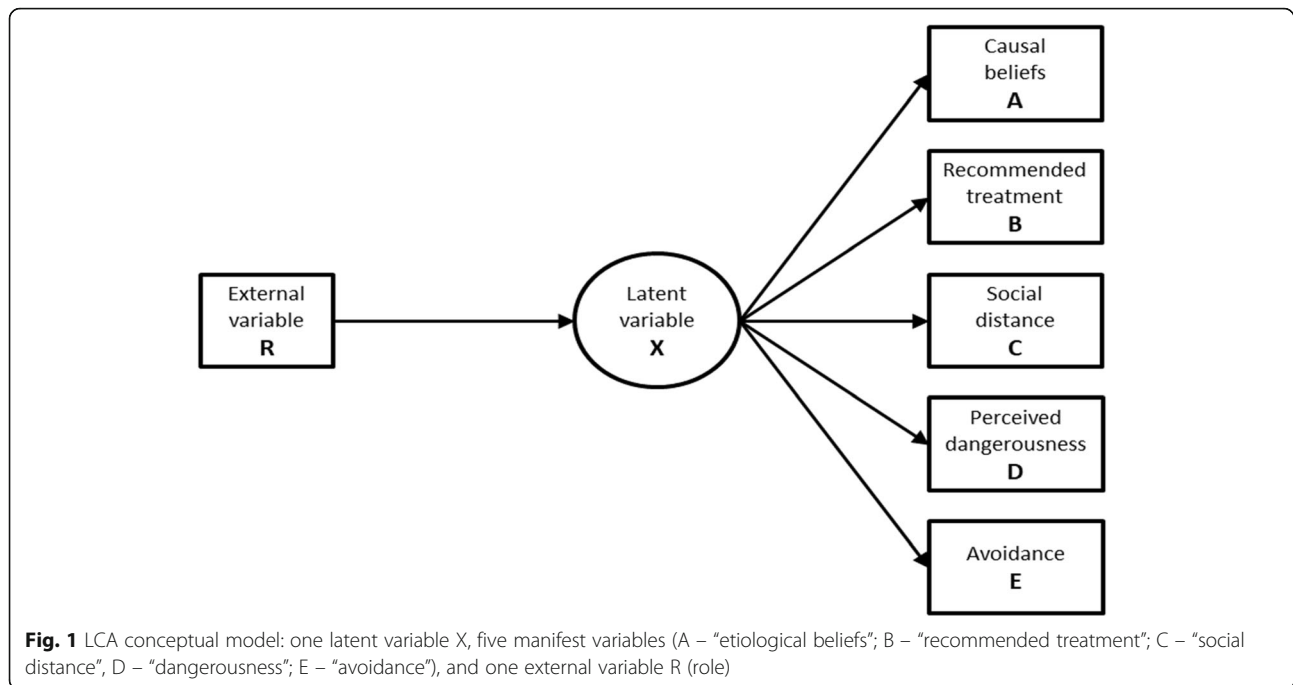 Causal
beliefs
A
Recommended
treatment
B
External
variable
R
Latent
variable
X
Social
distance
C
Perceived
dangerousness
D
Avoidance
E
Fig. 1 LCA conceptual model: one latent variable X, five manifest variables (A – “etiological beliefs”; B – “recommended treatment”; C – “social
distance”, D – “dangerousness”; E – “avoidance”), and one external variable R (role)